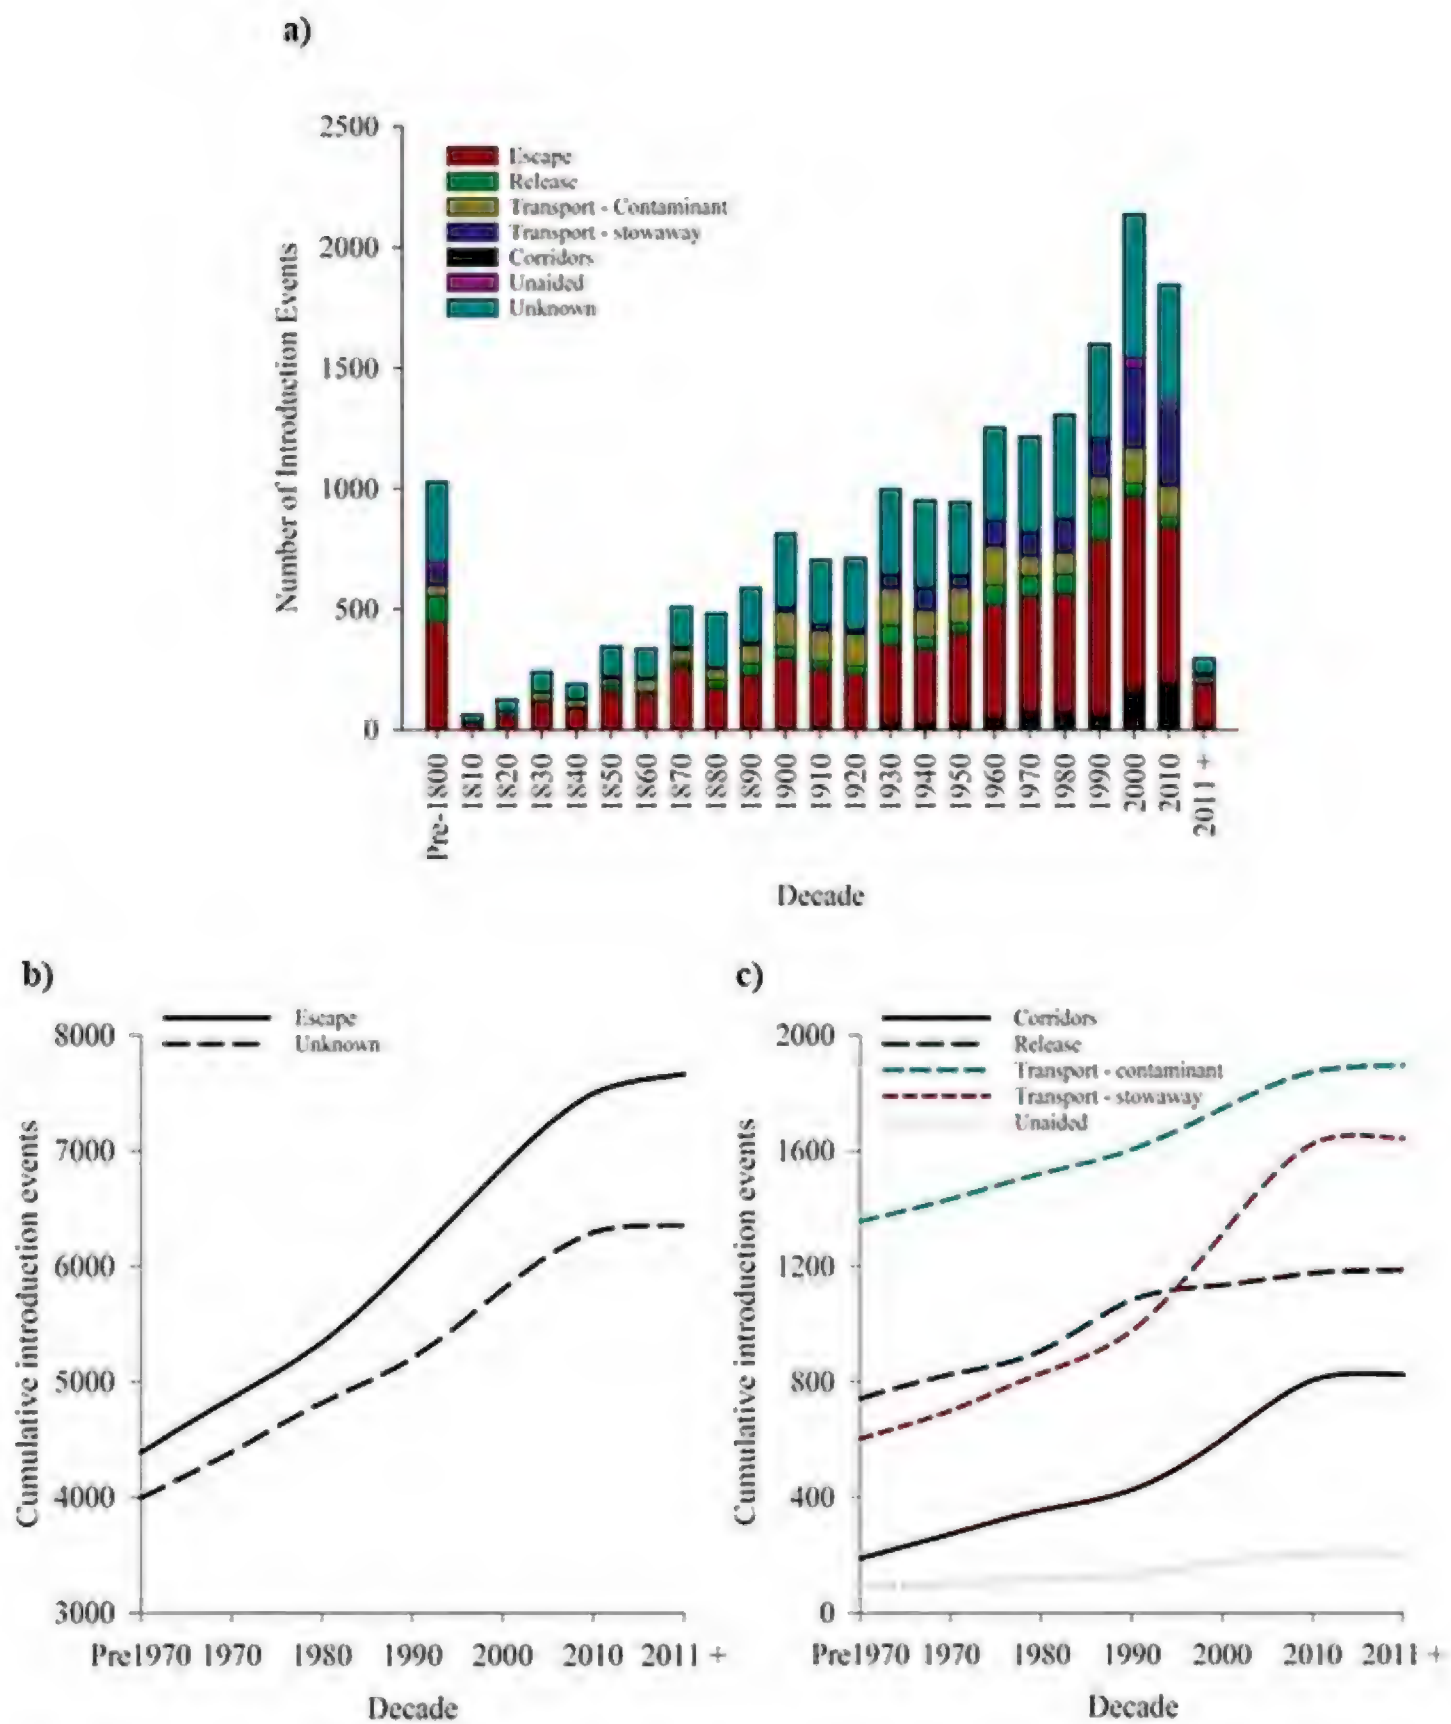 a)
2500
2000
1500
1000
500
0
Number of Introduction Events
Escape
Release
Transport - Contaminant
Transport - stowaway
Corridors
Unaided
Unknown
Pre-1800 1810 1820 1830 1840 1850 1860 1870 1880 1890 1900 1910 1920 1930 1940 1950 1960 1970 1980 1990 2000 2010 2011 +
Decade
b)
Escape
Unknown
8000
7000
6000
5000
4000
3000
Cumulative introduction events
Pre1970 1970 1980 1990 2000 2010 2011 +
Decade
c)
Corridors
Release
Transport - contaminant
Transport - stowaway
Unaided
2000
1600
1200
800
400
0
Cumulative introduction events
Pre1970 1970 1980 1990 2000 2010 2011 +
Decade